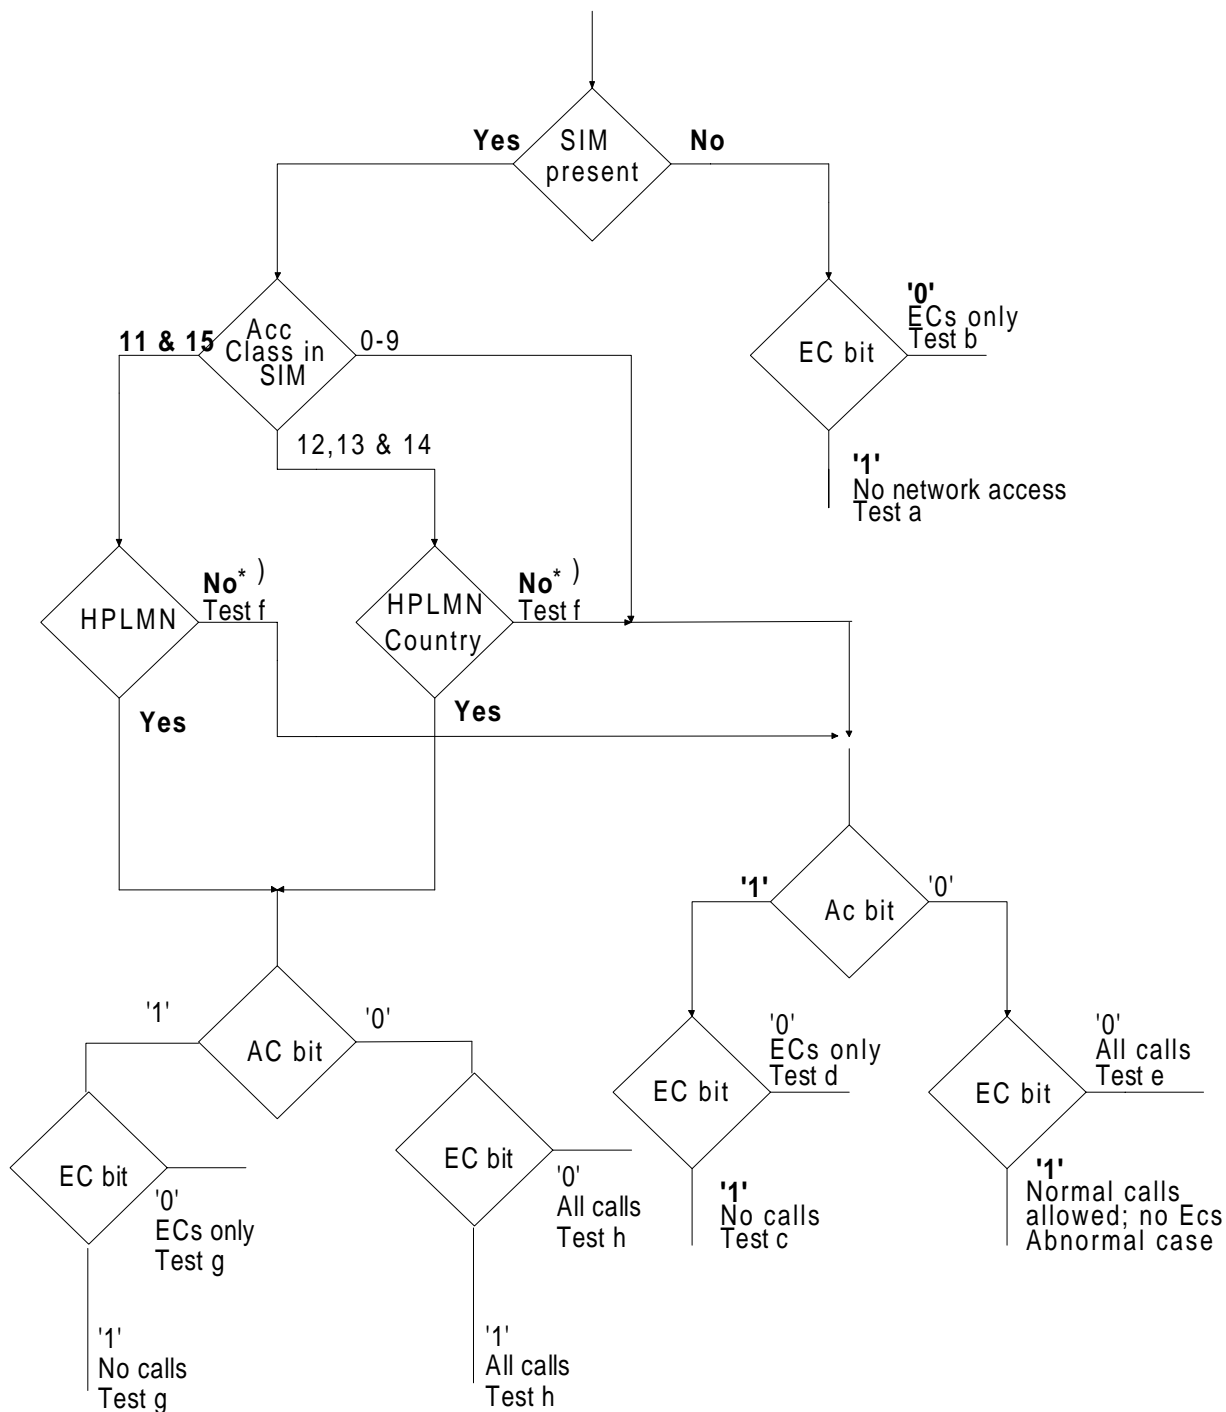 Yes
SIM
present
No
11 & 15
Acc
Class in
SIM
0-9
'0'
ECs only
Test b
EC bit
12,13 & 14
'1'
No network access
Test a
HPLMN
No* )
Test f
HPLMN
Country
No* )
Test f
Yes
Yes
'1'
Ac bit
'0'
'1'
AC bit
'0'
'0'
ECs only
Test d
EC bit
'0'
All calls
Test e
EC bit
EC bit
'0'
ECs only
Test g
EC bit
'0'
All calls
Test h
'1'
No calls
Test c
'1'
Normal calls
allowed; no Ecs
Abnormal case
'1'
No calls
Test g
'1'
All calls
Test h